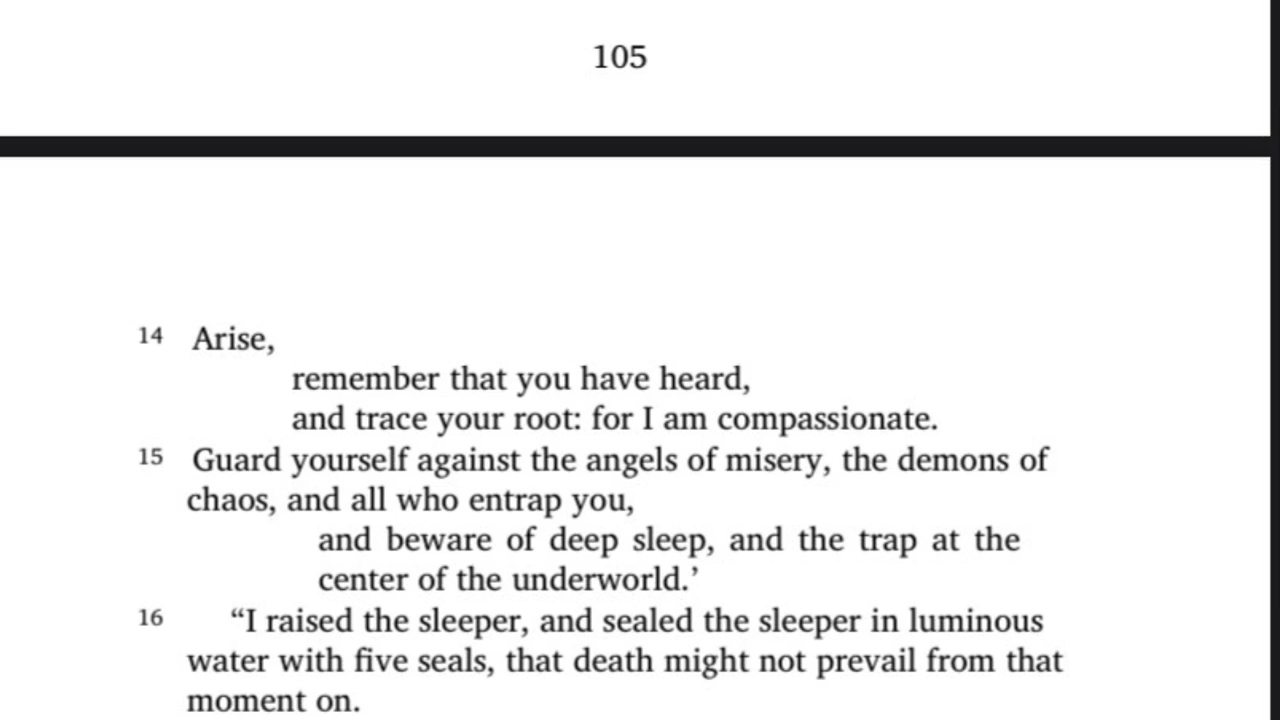 105
14 Arise,
remember that you have heard,
and trace your root: for I am compassionate.
15 Guard yourself against the angels of misery, the demons of
chaos, and all who entrap you,
and beware of deep sleep, and the trap at the
center of the underworld.’
16 “I raised the sleeper, and sealed the sleeper in luminous
water with five seals, that death might not prevail from that
moment on.